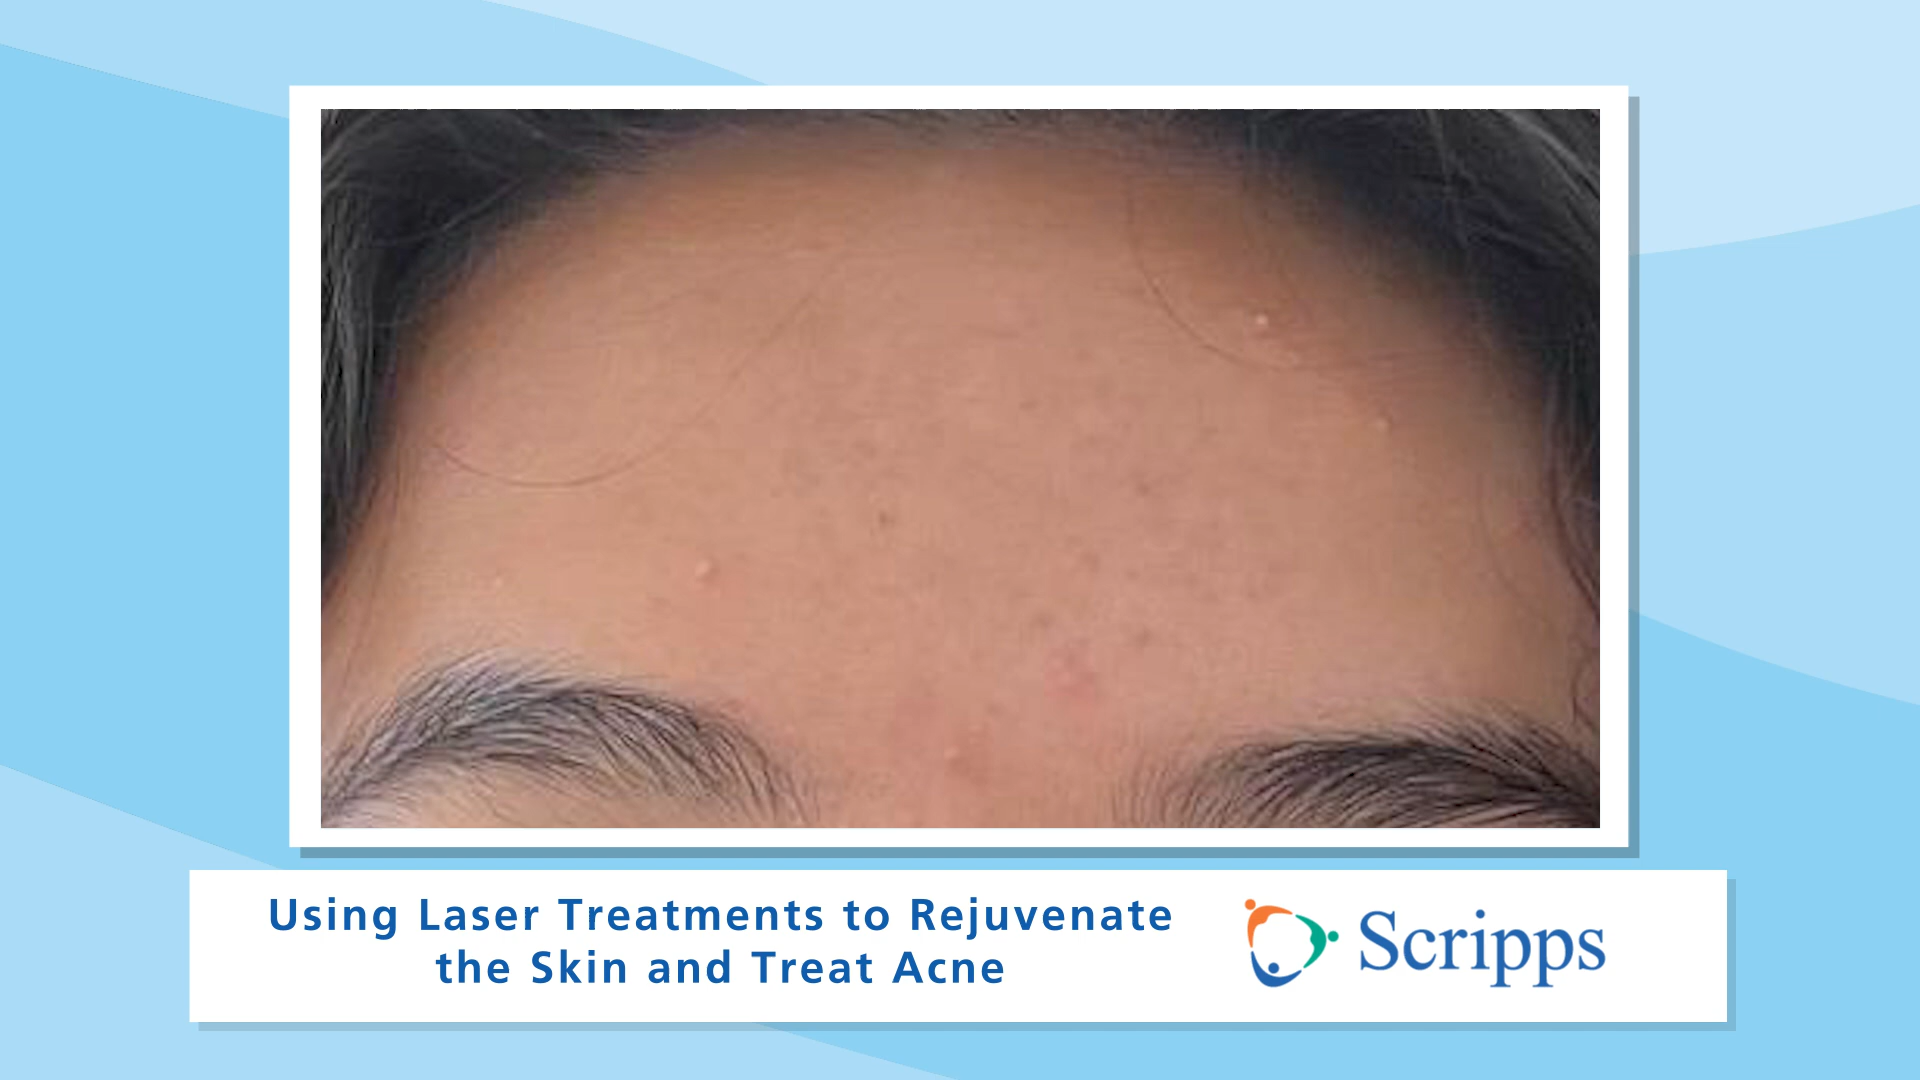 Using Laser Treatments to Rejuvenate
the Skin and Treat Acne
Scripps